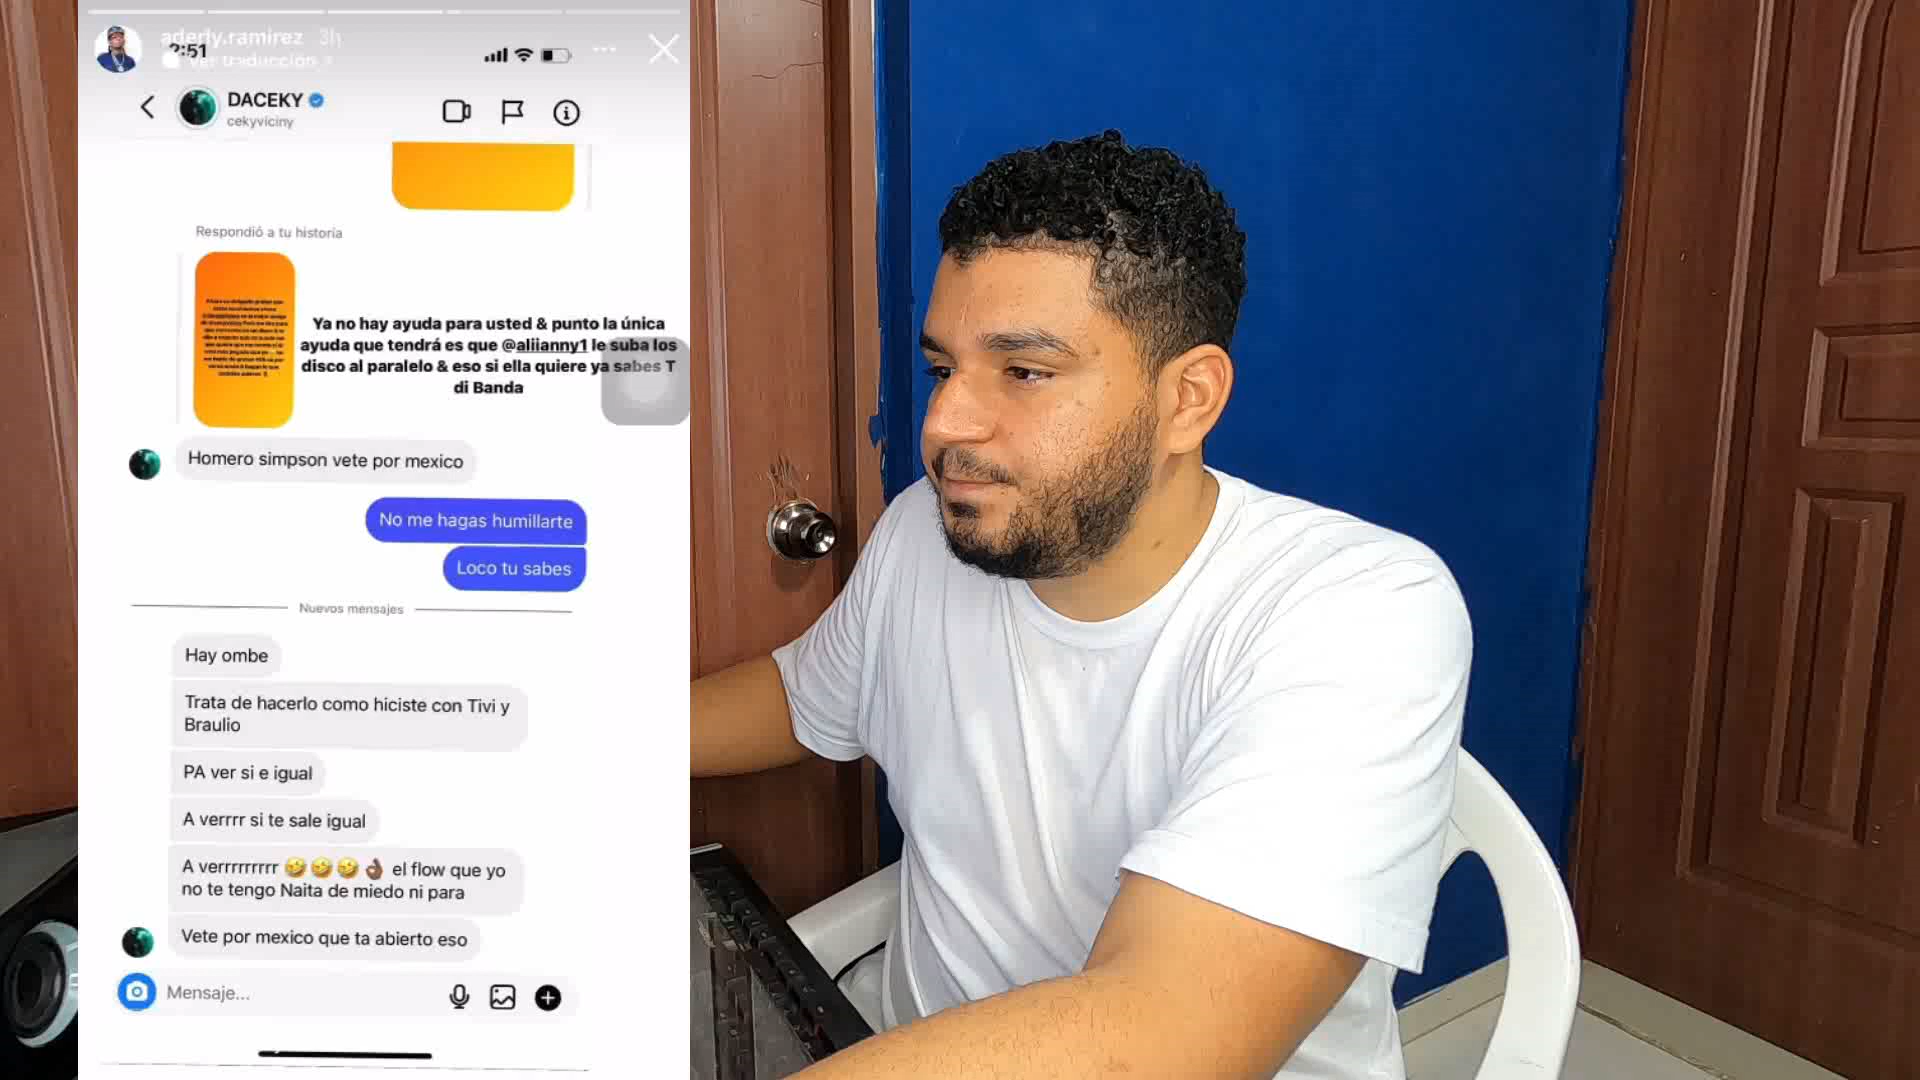 aderly.ramirez 3h
2:51
Ver traducción
DACEKY
cekyviciny
Respondió a tu historia
Ya no hay ayuda para usted & punto la única
ayuda que tendrá es que @aliianny1 le suba los
disco al paralelo & eso si ella quiere ya sabes T
di Banda
Homero simpson vete por mexico
No me hagas humillarte
Loco tu sabes
Nuevos mensajes
Hay ombe
Trata de hacerlo como hiciste con Tivi y
Braulio
PA ver si e igual
A verrrr si te sale igual
A verrrrrrrrr 🤣🤣🤣👌🏾 el flow que yo
no te tengo Naita de miedo ni para
Vete por mexico que ta abierto eso
Mensaje...